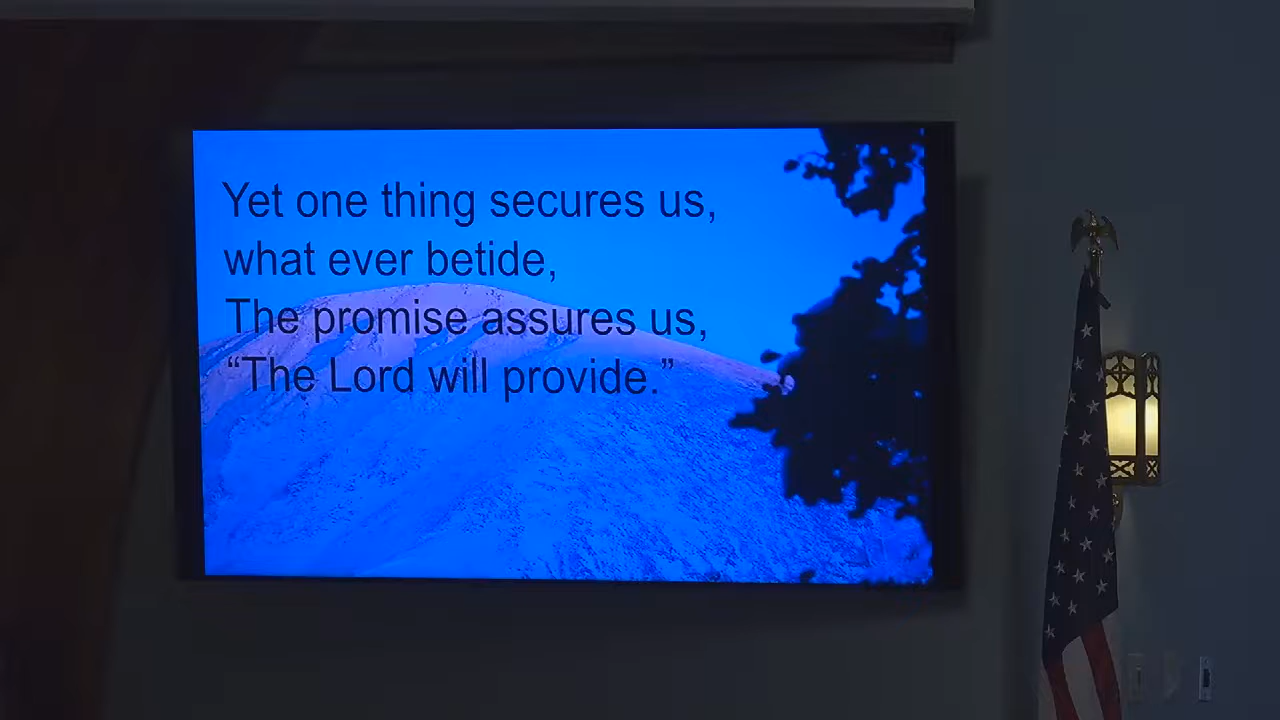 Yet one thing secures us,
what ever betide,
The promise assures us,
“The Lord will provide.”